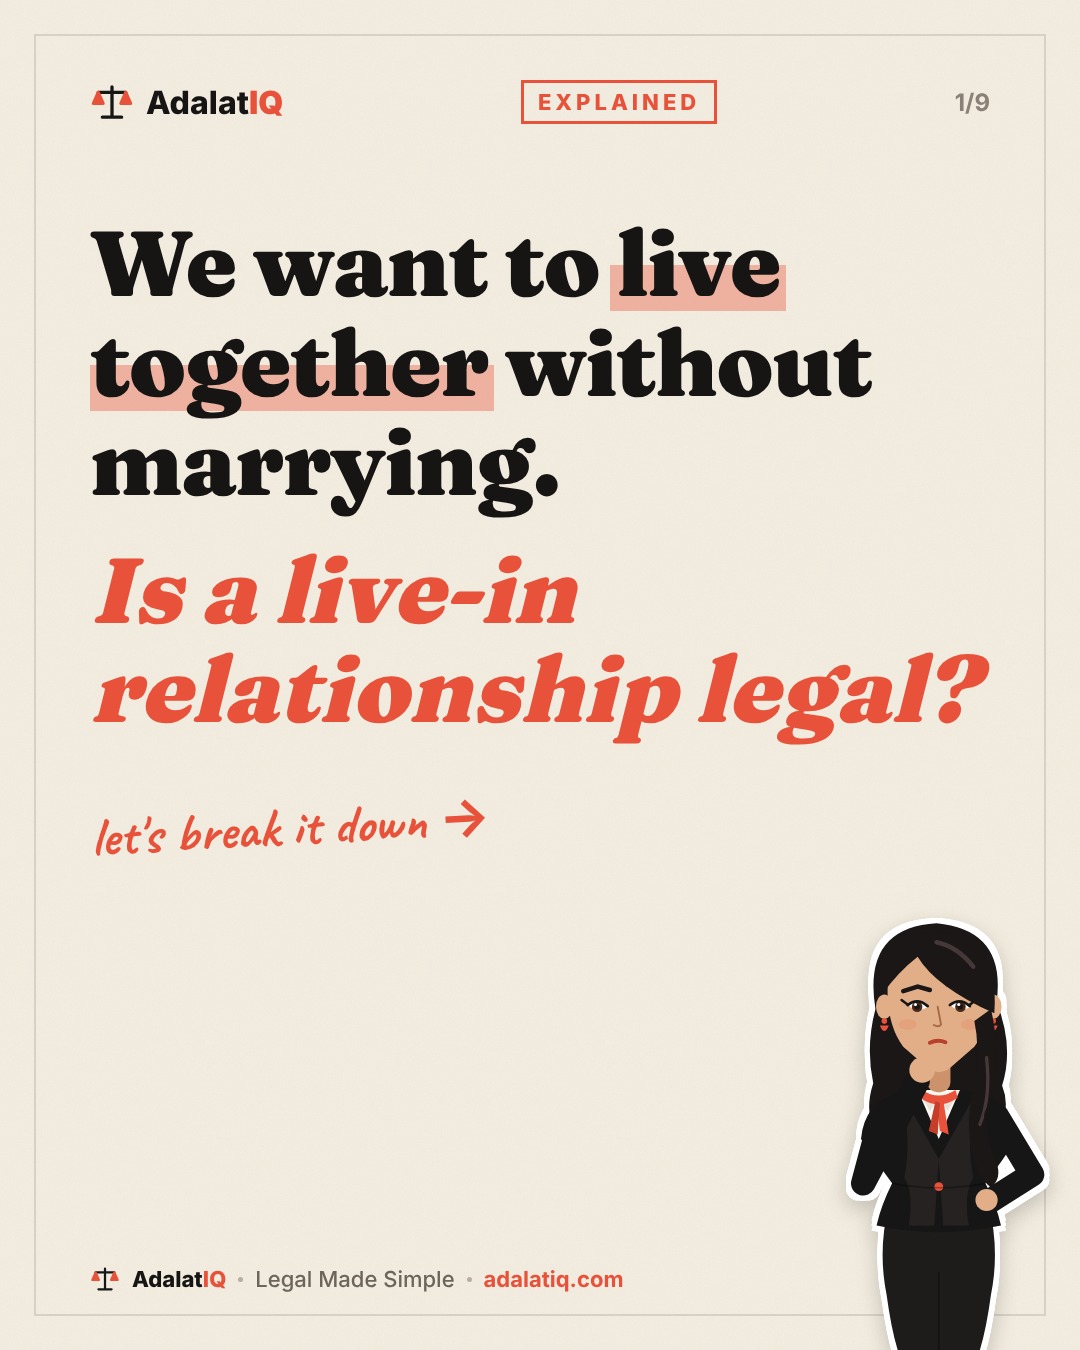 AdalatIQ
EXPLAINED
1/9
We want to live
together without
marrying.
Is a live-in
relationship legal?
let's break it down →
AdalatIQ • Legal Made Simple • adalatiq.com